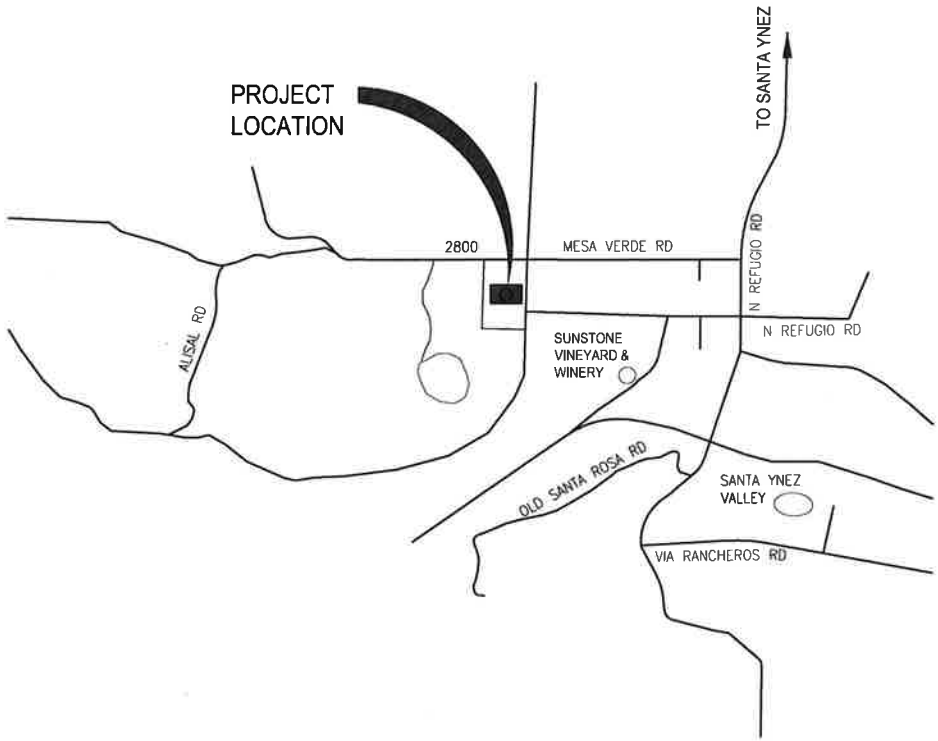 TO SANTA YNEZ
PROJECT
LOCATION
2800
MESA VERDE RD
N REFUGIO RD
N REFUGIO RD
ALISAL RD
SUNSTONE
VINEYARD &
WINERY
OLD SANTA ROSA RD
SANTA YNEZ
VALLEY
VIA RANCHEROS RD